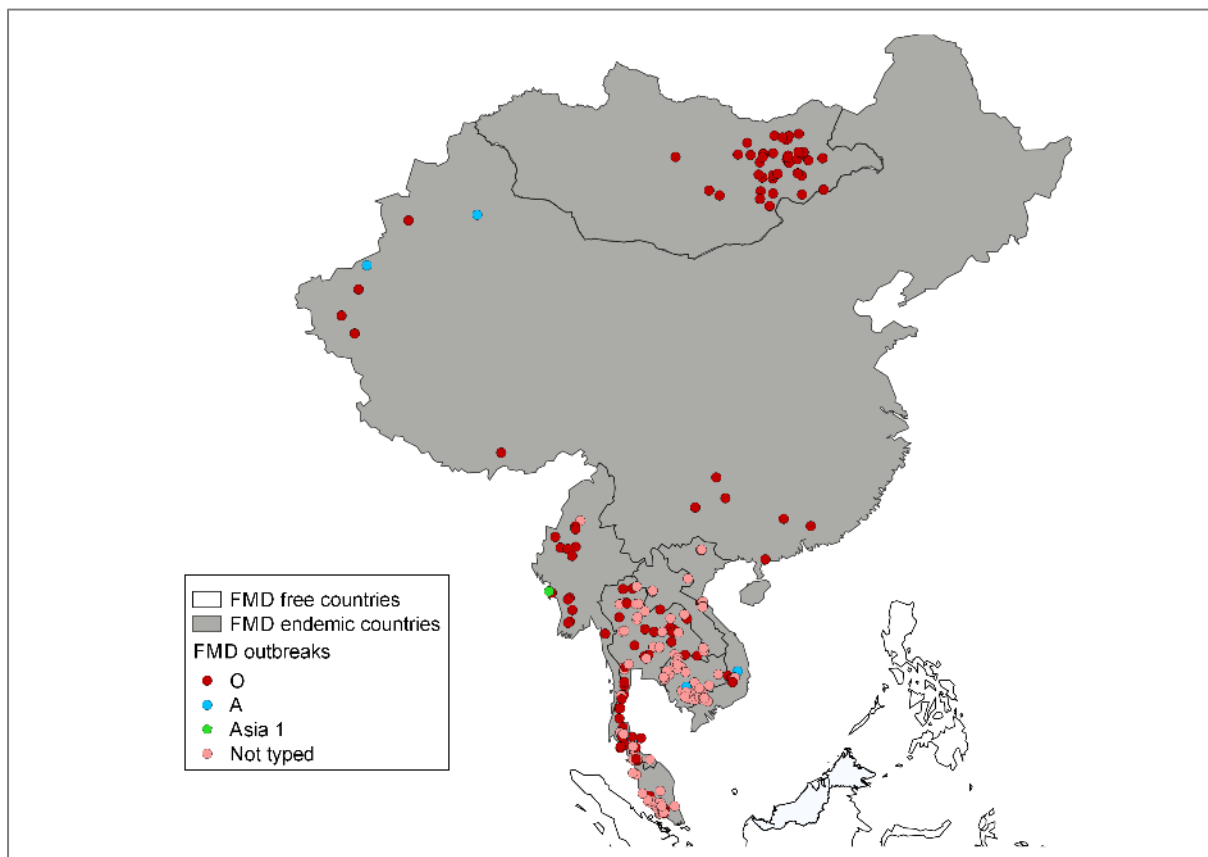 FMD free countries
FMD endemic countries
FMD outbreaks
O
A
Asia 1
Not typed